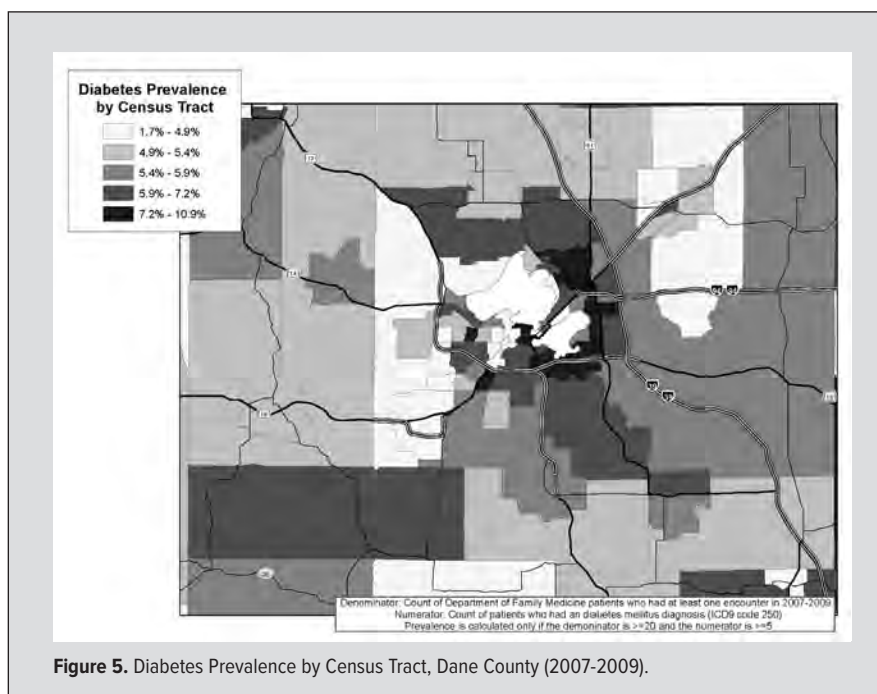 Diabetes Prevalence
by Census Tract
1.7% - 4.9%
4.9% - 5.4%
5.4% - 5.9%
5.9% - 7.2%
7.2% - 10.9%
Denominator: Count of Department of Family Medicine patients who had at least one encounter in 2007-2009
Numerator: Count of patients who had an diabetes mellitus diagnosis (ICD9 code 250)
Prevalence is calculated only if the demoninator is >=20 and the numerator is >=5
Figure 5. Diabetes Prevalence by Census Tract, Dane County (2007-2009).